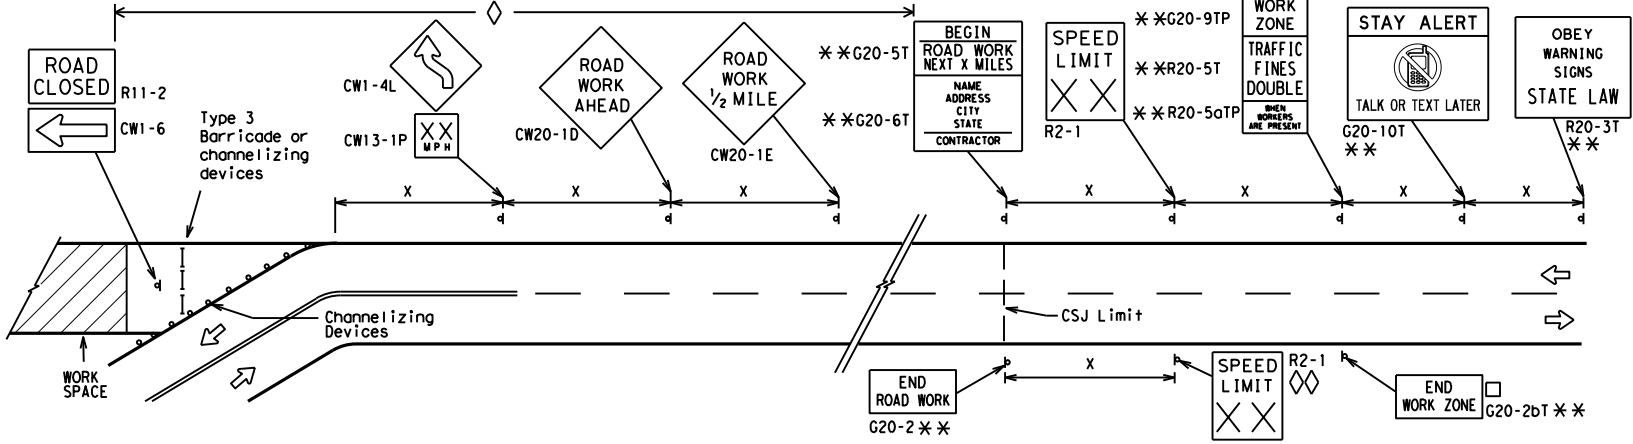 ROAD
CLOSED
R11-2
CW1-6
Type 3
Barricade or
channelizing
devices
CW1-4L
XX
MPH
CW13-1P
ROAD
WORK
AHEAD
CW20-1D
ROAD
WORK
1/2 MILE
CW20-1E
**G20-5T
BEGIN
ROAD WORK
NEXT X MILES
**G20-6T
NAME
ADDRESS
CITY
STATE
CONTRACTOR
SPEED
LIMIT
XX
R2-1
**G20-9TP
WORK
ZONE
**R20-5T
TRAFFIC
FINES
DOUBLE
**R20-5aTP
WHEN
WORKERS
ARE PRESENT
STAY ALERT
TALK OR TEXT LATER
G20-10T
**
OBEY
WARNING
SIGNS
STATE LAW
R20-3T
**
X
X
X
X
X
X
X
Channelizing
Devices
CSJ Limit
WORK
SPACE
X
END
ROAD WORK
G20-2**
SPEED
LIMIT
XX
R2-1
END
WORK ZONE
G20-2bT**